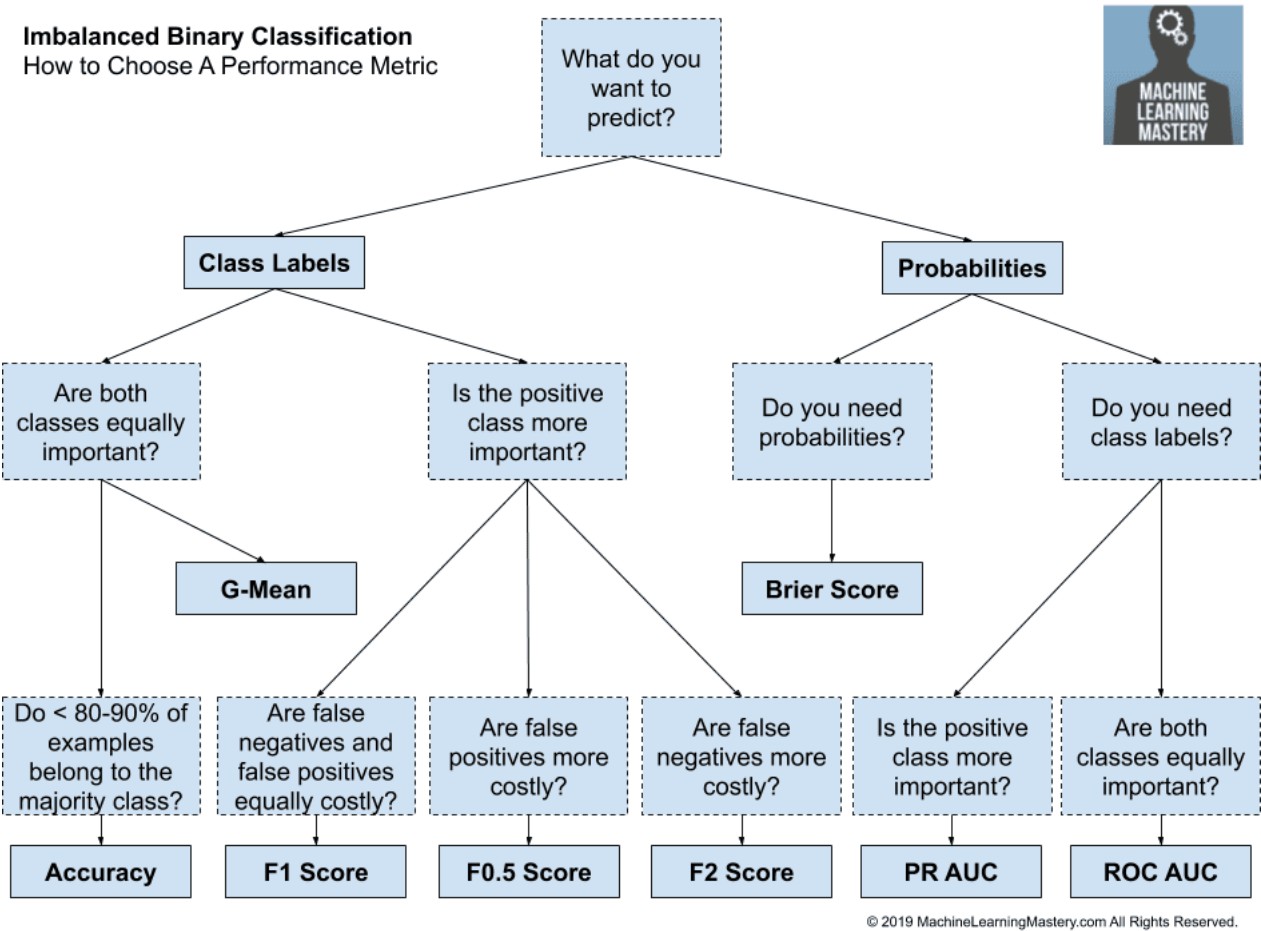 Imbalanced Binary Classification
How to Choose A Performance Metric
What do you
want to
predict?
MACHINE
LEARNING
MASTERY
Class Labels
Probabilities
Are both
classes equally
important?
Is the positive
class more
important?
Do you need
probabilities?
Do you need
class labels?
G-Mean
Brier Score
Do < 80-90% of
examples
belong to the
majority class?
Are false
negatives and
false positives
equally costly?
Are false
positives more
costly?
Are false
negatives more
costly?
Is the positive
class more
important?
Are both
classes equally
important?
Accuracy
F1 Score
F0.5 Score
F2 Score
PR AUC
ROC AUC
© 2019 MachineLearningMastery.com All Rights Reserved.